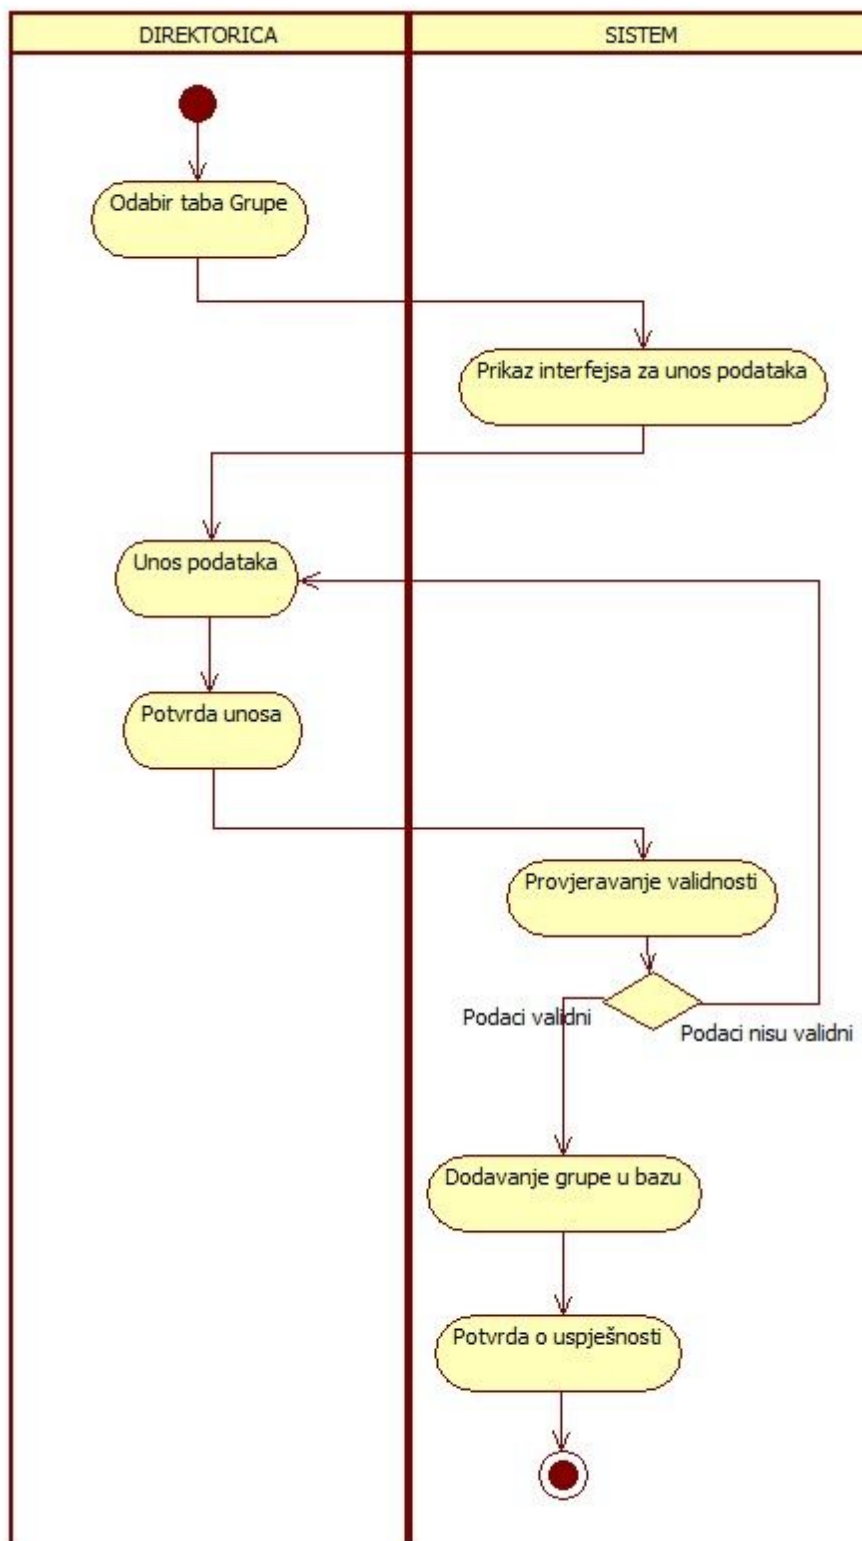 DIREKTORICA
SISTEM
Odabir taba Grupe
Prikaz interfejsa za unos podataka
Unos podataka
Potvrda unosa
Provjeravanje validnosti
Podaci validni
Podaci nisu validni
Dodavanje grupe u bazu
Potvrda o uspješnosti